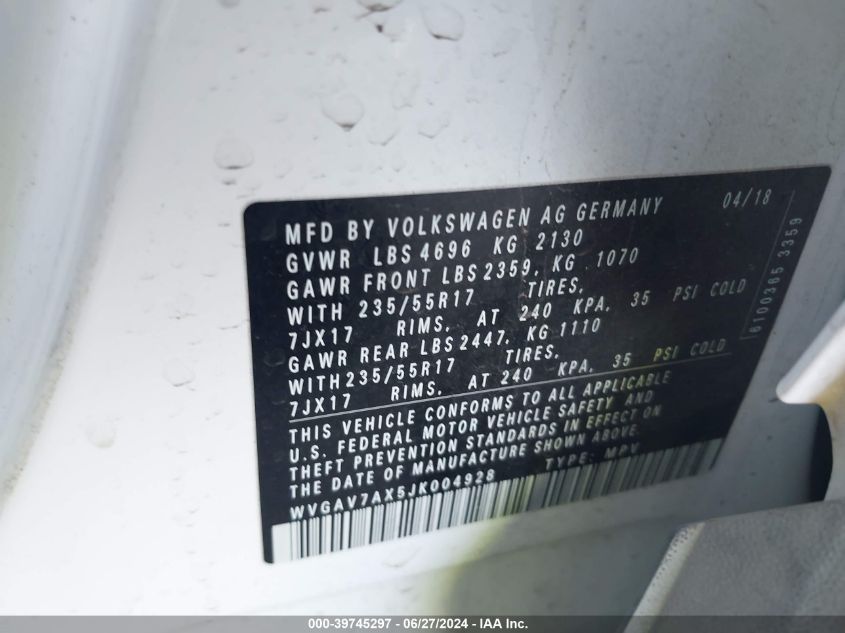 MFD BY VOLKSWAGEN AG GERMANY 04/18
GVWR LBS 4696 KG 2130
GAWR FRONT LBS 2359, KG 1070
WITH 235/55R17 TIRES,
7JX17 RIMS, AT 240 KPA, 35 PSI COLD
GAWR REAR LBS 2447, KG 1110
WITH 235/55R17 TIRES,
7JX17 RIMS, AT 240 KPA, 35 PSI COLD
THIS VEHICLE CONFORMS TO ALL APPLICABLE
U.S. FEDERAL MOTOR VEHICLE SAFETY AND
THEFT PREVENTION STANDARDS IN EFFECT ON
THE DATE OF MANUFACTURE SHOWN ABOVE.
WVGAV7AX5JK004928 TYPE: MPV
6100365 3359
000-39745297 - 06/27/2024 - IAA Inc.